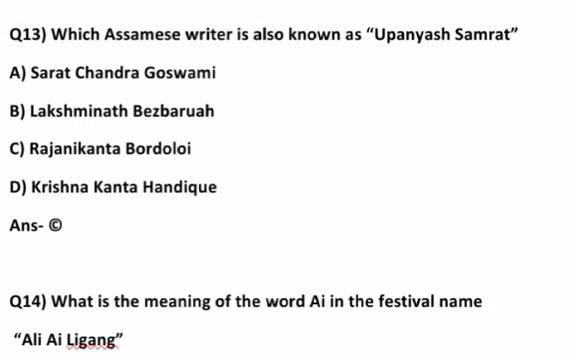 Q13) Which Assamese writer is also known as “Upanyash Samrat”
A) Sarat Chandra Goswami
B) Lakshminath Bezbaruah
C) Rajanikanta Bordoloi
D) Krishna Kanta Handique
Ans- ©
Q14) What is the meaning of the word Ai in the festival name
“Ali Ai Ligang”